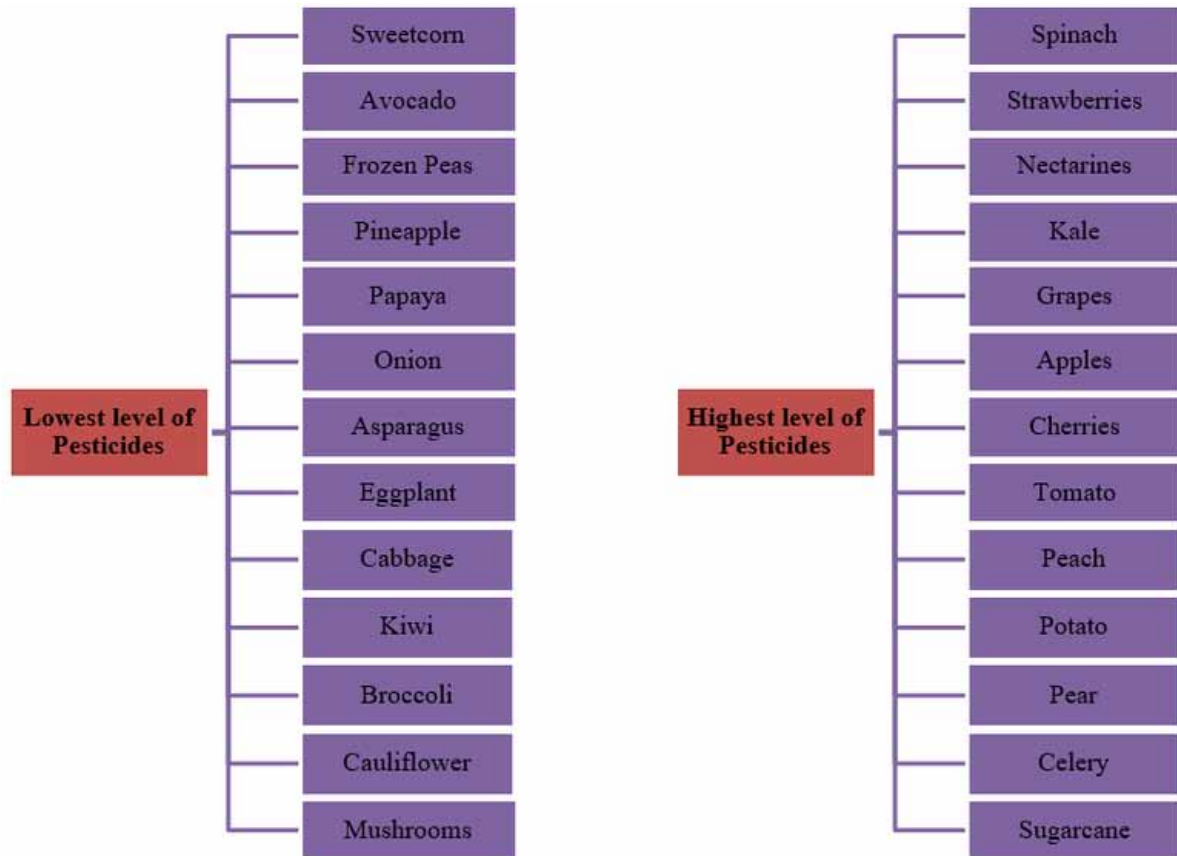 Lowest level of
Pesticides
Sweetcorn
Avocado
Frozen Peas
Pineapple
Papaya
Onion
Asparagus
Eggplant
Cabbage
Kiwi
Broccoli
Cauliflower
Mushrooms
Highest level of
Pesticides
Spinach
Strawberries
Nectarines
Kale
Grapes
Apples
Cherries
Tomato
Peach
Potato
Pear
Celery
Sugarcane